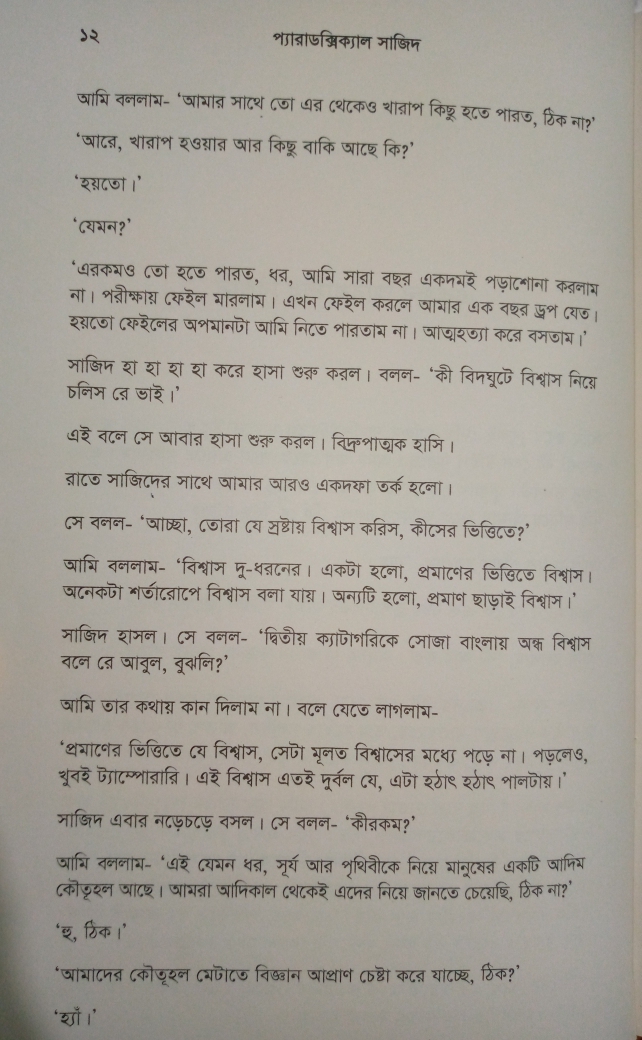 ১২
প্যারাডক্সিক্যাল সাজিদ
আমি বললাম- ‘আমার সাথে তো এর থেকেও খারাপ কিছু হতে পারত, ঠিক না?’
‘আরে, খারাপ হওয়ার আর কিছু বাকি আছে কি?’
‘হয়তো।’
‘যেমন?’
‘এরকমও তো হতে পারত, ধর, আমি সারা বছর একদমই পড়াশোনা করলাম
না। পরীক্ষায় ফেইল মারলাম। এখন ফেইল করলে আমার এক বছর ড্রপ যেত।
হয়তো ফেইলের অপমানটা আমি নিতে পারতাম না। আত্মহত্যা করে বসতাম।’
সাজিদ হা হা হা হা করে হাসা শুরু করল। বলল- ‘কী বিদঘুটে বিশ্বাস নিয়ে
চলিস রে ভাই।’
এই বলে সে আবার হাসা শুরু করল। বিদ্রুপাত্মক হাসি।
রাতে সাজিদের সাথে আমার আরও একদফা তর্ক হলো।
সে বলল- ‘আচ্ছা, তোরা যে স্রষ্টায় বিশ্বাস করিস, কীসের ভিত্তিতে?’
আমি বললাম- ‘বিশ্বাস দু-ধরনের। একটা হলো, প্রমাণের ভিত্তিতে বিশ্বাস।
অনেকটা শর্তারোপে বিশ্বাস বলা যায়। অন্যটি হলো, প্রমাণ ছাড়াই বিশ্বাস।’
সাজিদ হাসল। সে বলল- ‘দ্বিতীয় ক্যাটাগরিকে সোজা বাংলায় অন্ধ বিশ্বাস
বলে রে আবুল, বুঝলি?’
আমি তার কথায় কান দিলাম না। বলে যেতে লাগলাম-
‘প্রমাণের ভিত্তিতে যে বিশ্বাস, সেটা মূলত বিশ্বাসের মধ্যে পড়ে না। পড়লেও,
খুবই ট্যাম্পোরারি। এই বিশ্বাস এতই দুর্বল যে, এটা হঠাৎ হঠাৎ পালটায়।’
সাজিদ এবার নড়েচড়ে বসল। সে বলল- ‘কীরকম?’
আমি বললাম- ‘এই যেমন ধর, সূর্য আর পৃথিবীকে নিয়ে মানুষের একটি আদিম
কৌতূহল আছে। আমরা আদিকাল থেকেই এদের নিয়ে জানতে চেয়েছি, ঠিক না?’
‘হু, ঠিক।’
‘আমাদের কৌতূহল মেটাতে বিজ্ঞান আপ্রাণ চেষ্টা করে যাচ্ছে, ঠিক?’
‘হ্যাঁ।’